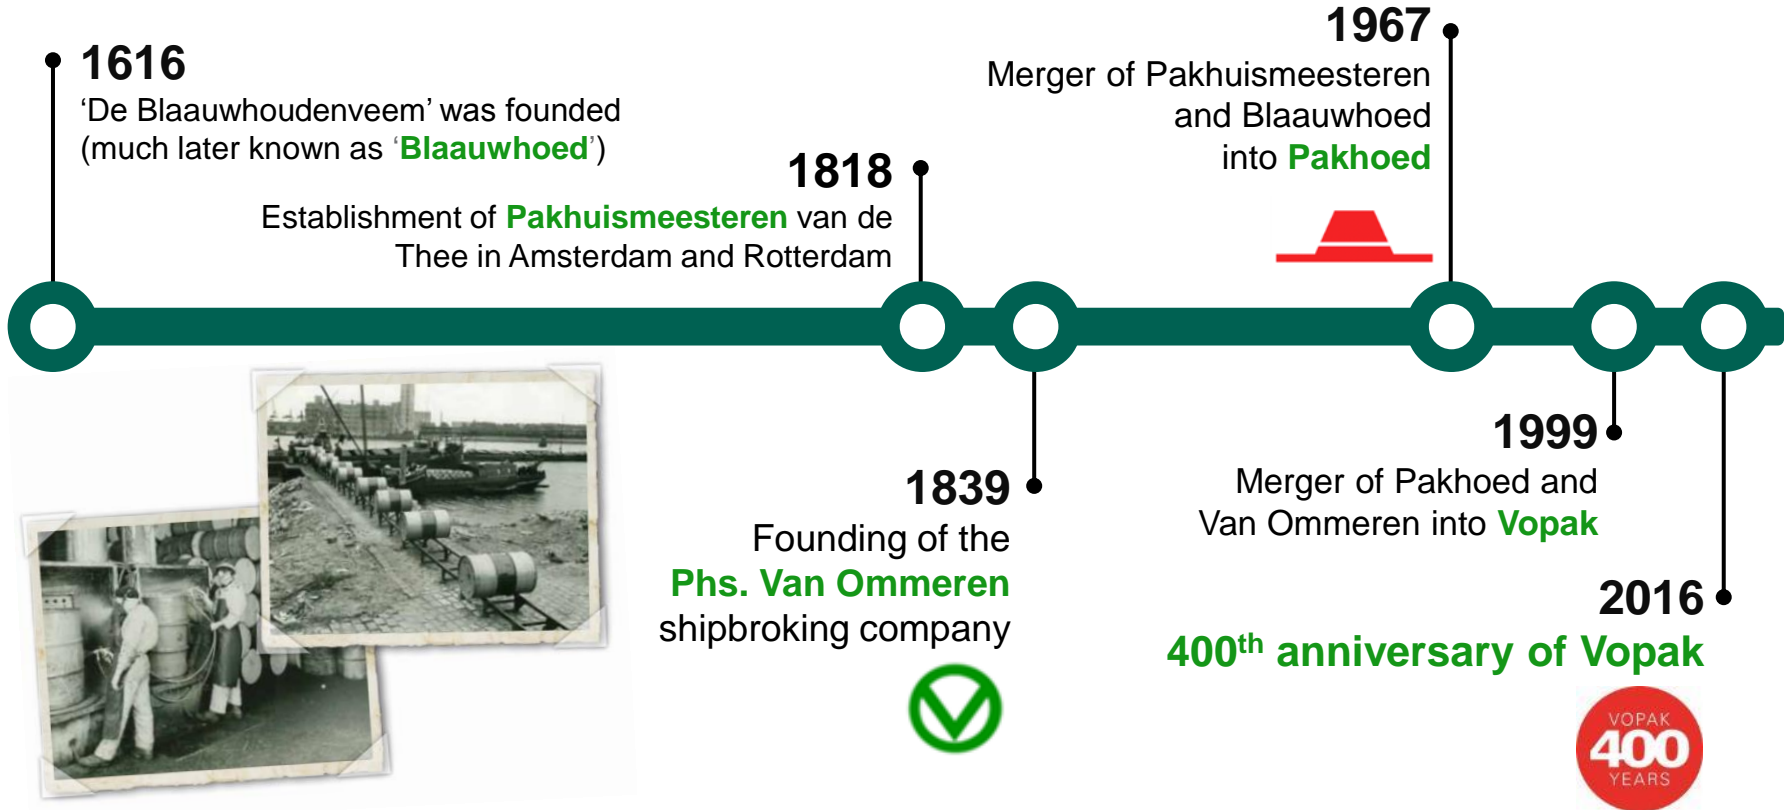 1616
‘De Blaauwhoudenveem’ was founded
(much later known as ‘Blaauwhoed’)
1818
Establishment of Pakhuismeesteren van de
Thee in Amsterdam and Rotterdam
1839
Founding of the
Phs. Van Ommeren
shipbroking company
1967
Merger of Pakhuismeesteren
and Blaauwhoed
into Pakhoed
1999
Merger of Pakhoed and
Van Ommeren into Vopak
2016
400th anniversary of Vopak
VOPAK
400
YEARS